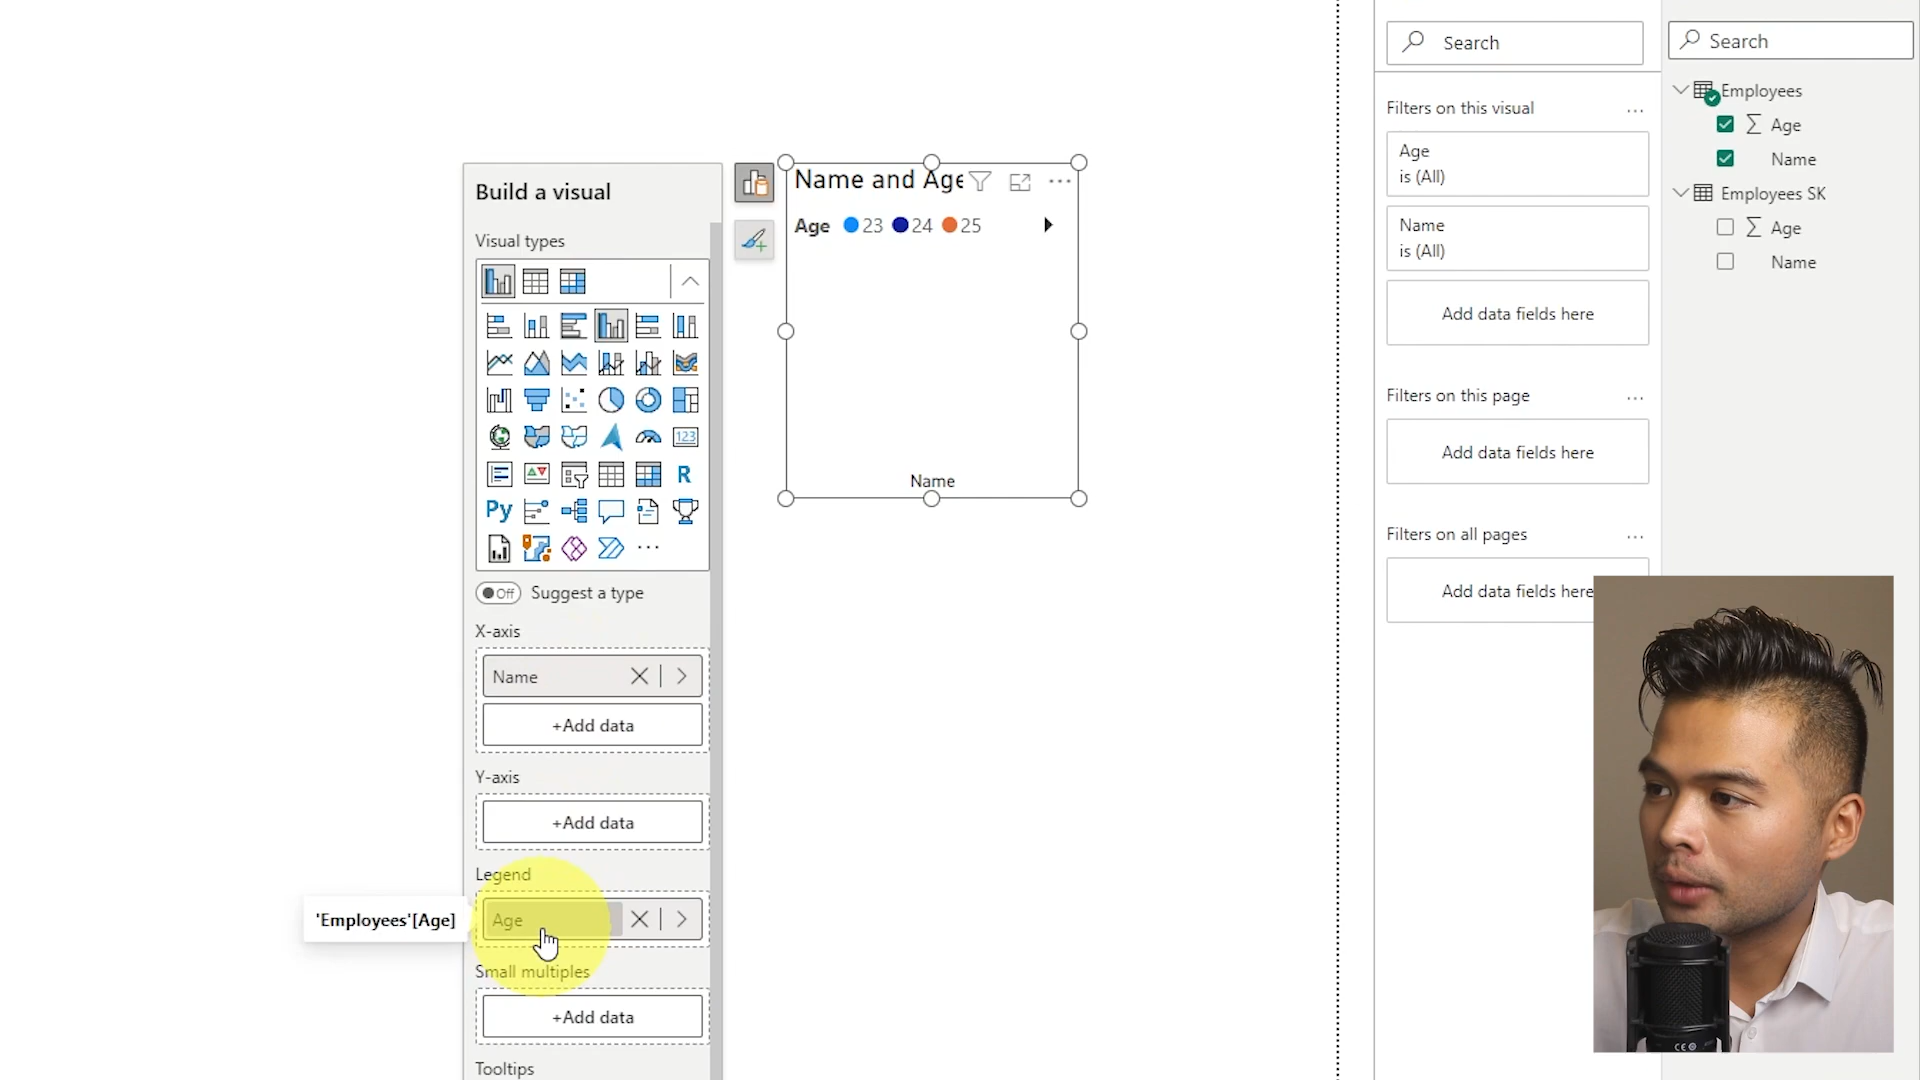 Build a visual
Visual types
R
Py
123
...
Off
Suggest a type
X-axis
Name
+Add data
Y-axis
+Add data
Legend
Age
'Employees'[Age]
Small multiples
+Add data
Tooltips
Name and Age
...
Age 23 24 25
Name
Search
Filters on this visual ...
Age
is (All)
Name
is (All)
Add data fields here
Filters on this page ...
Add data fields here
Filters on all pages ...
Add data fields here
Search
Employees
Σ Age
Name
Employees SK
Σ Age
Name
CE